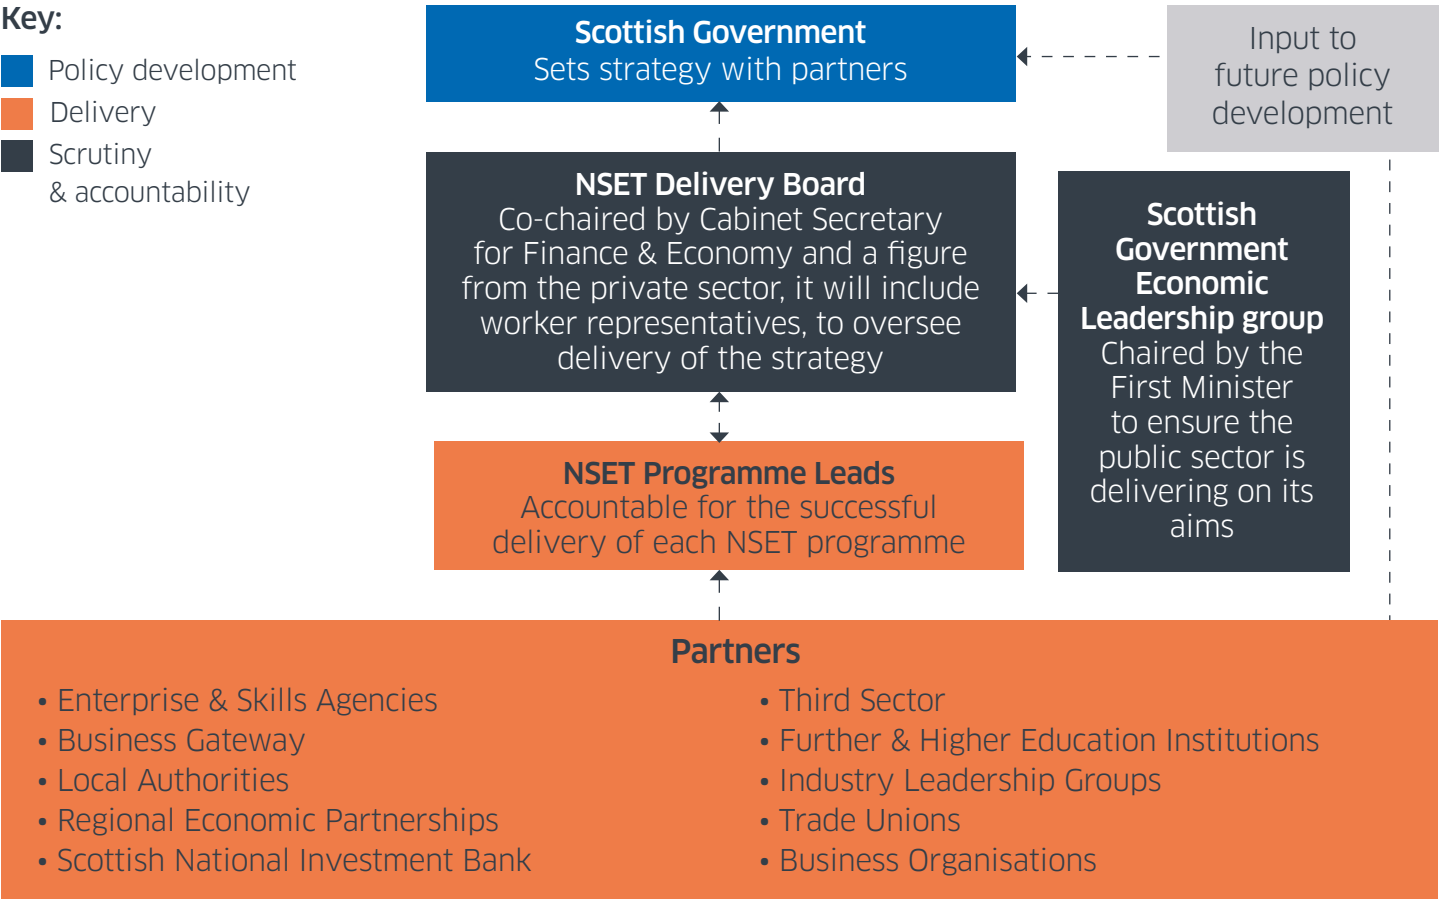 Key:
Policy development
Delivery
Scrutiny
& accountability
Scottish Government
Sets strategy with partners
Input to
future policy
development
NSET Delivery Board
Co-chaired by Cabinet Secretary
for Finance & Economy and a figure
from the private sector, it will include
worker representatives, to oversee
delivery of the strategy
Scottish
Government
Economic
Leadership group
Chaired by the
First Minister
to ensure the
public sector is
delivering on its
aims
NSET Programme Leads
Accountable for the successful
delivery of each NSET programme
Partners
• Enterprise & Skills Agencies
• Business Gateway
• Local Authorities
• Regional Economic Partnerships
• Scottish National Investment Bank
• Third Sector
• Further & Higher Education Institutions
• Industry Leadership Groups
• Trade Unions
• Business Organisations